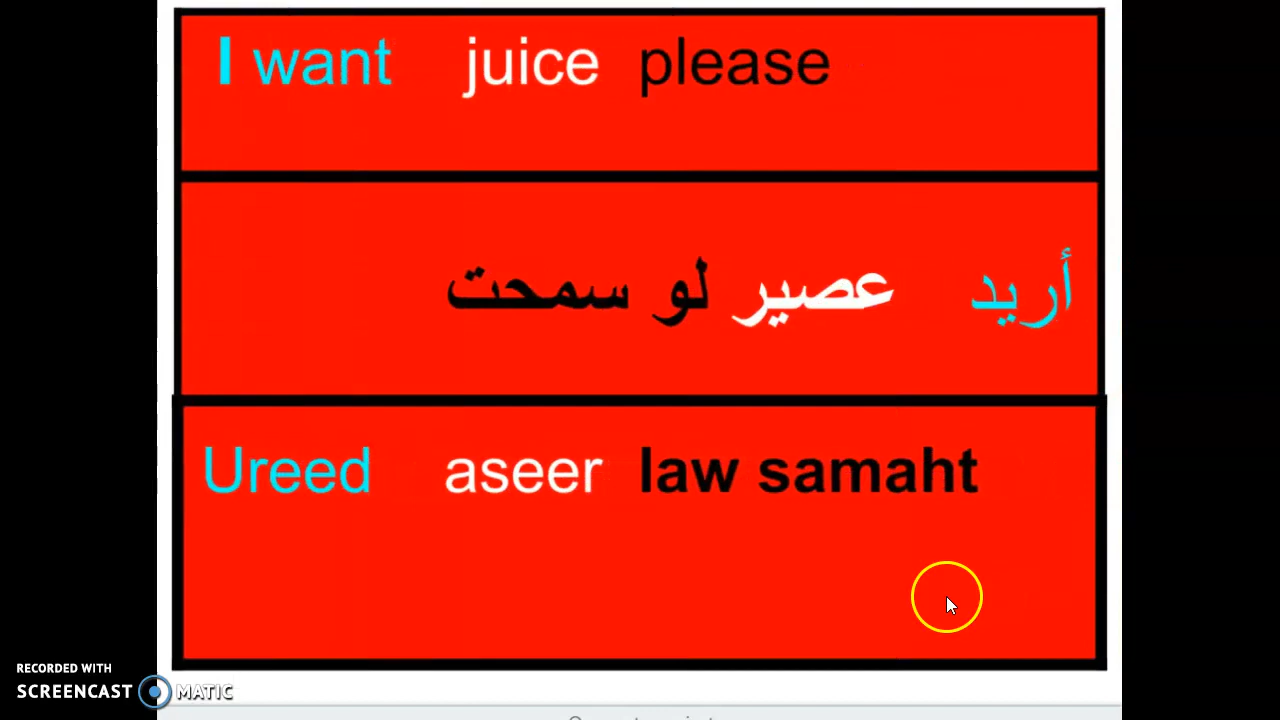 I want juice please
أريد عصير لو سمحت
Ureed aseer law samaht
RECORDED WITH
SCREENCAST MATIC